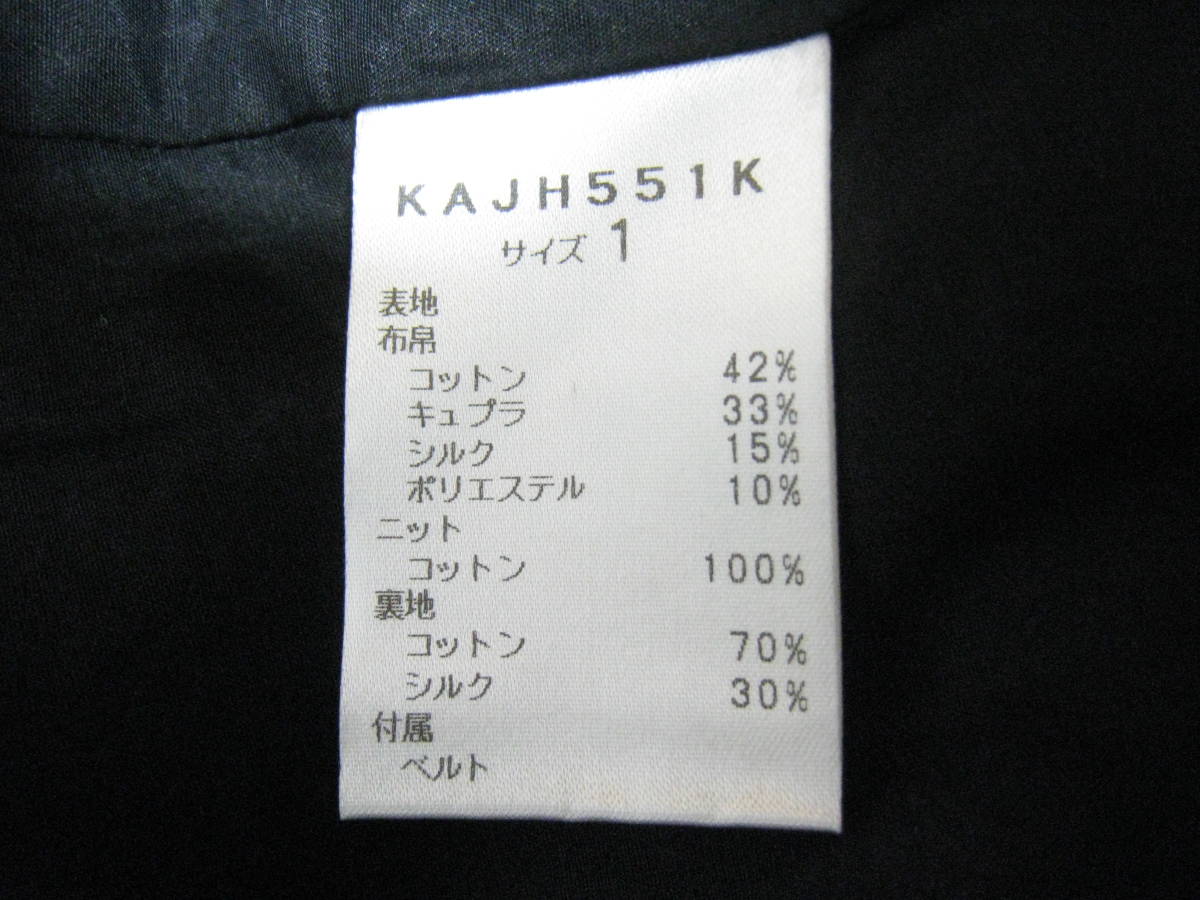 KAJH551K
サイズ 1
表地
布帛
コットン 42%
キュプラ 33%
シルク 15%
ポリエステル 10%
ニット
コットン 100%
裏地
コットン 70%
シルク 30%
付属
ベルト